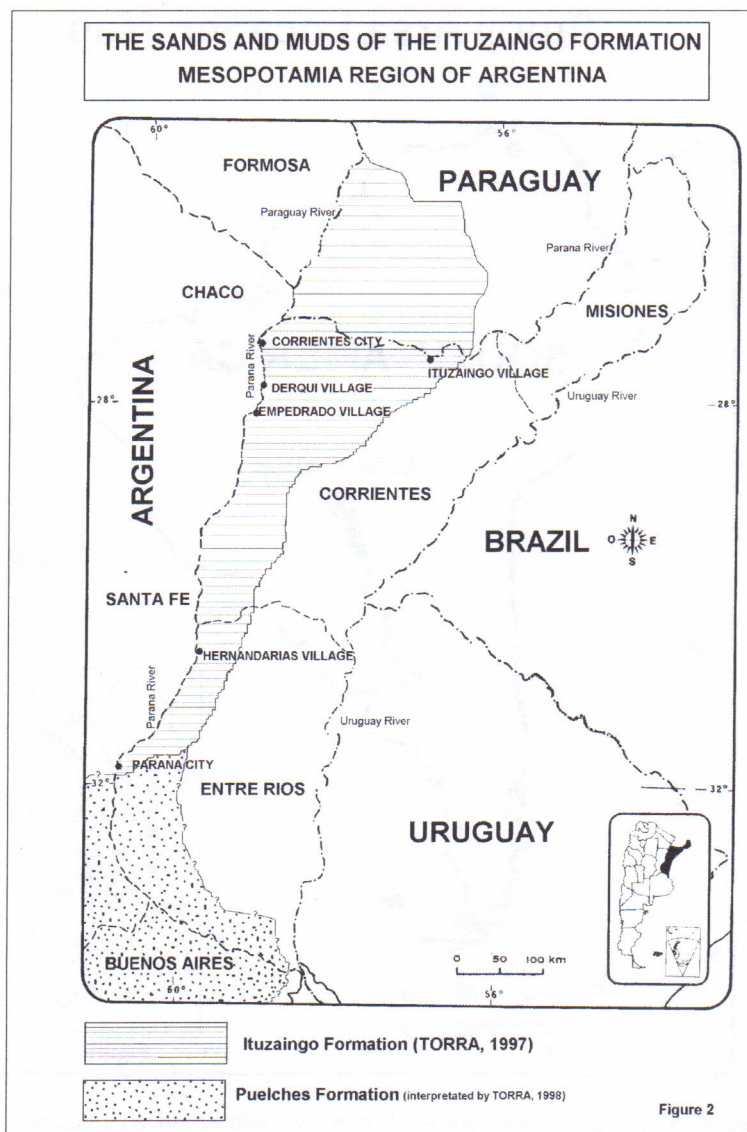 THE SANDS AND MUDS OF THE ITUZAINGO FORMATION
MESOPOTAMIA REGION OF ARGENTINA
60°
56°
FORMOSA
PARAGUAY
Paraguay River
Parana River
CHACO
MISIONES
CORRIENTES CITY
Parana River
ITUZAINGO VILLAGE
DERQUI VILLAGE
Uruguay River
28°
EMPEDRADO VILLAGE
28°
ARGENTINA
CORRIENTES
BRAZIL
N
O
E
S
SANTA FE
HERNANDARIAS VILLAGE
Parana River
Uruguay River
PARANA CITY
32°
ENTRE RIOS
32°
URUGUAY
BUENOS AIRES
0 50 100 km
60°
56°
Ituzaingo Formation (TORRA, 1997)
Puelches Formation (interpretated by TORRA, 1998)
Figure 2